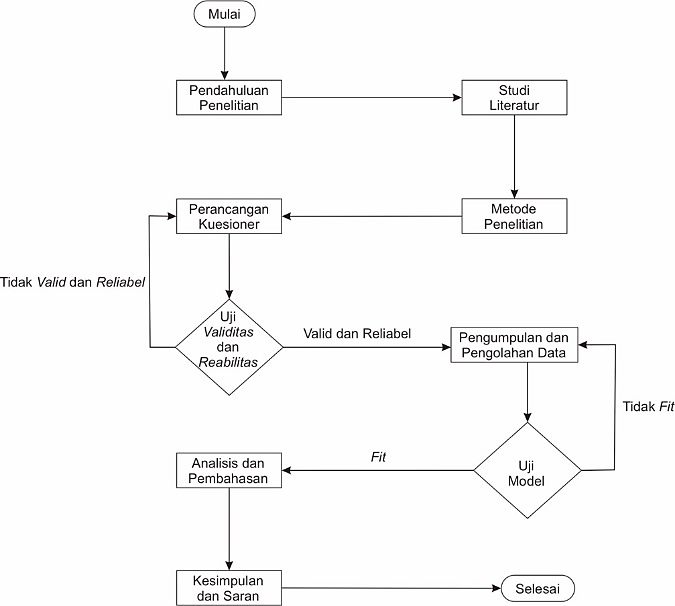 Mulai
Pendahuluan
Penelitian
Studi
Literatur
Perancangan
Kuesioner
Metode
Penelitian
Tidak Valid dan Reliabel
Uji
Validitas
dan
Reabilitas
Valid dan Reliabel
Pengumpulan dan
Pengolahan Data
Tidak Fit
Analisis dan
Pembahasan
Fit
Uji
Model
Kesimpulan
dan Saran
Selesai